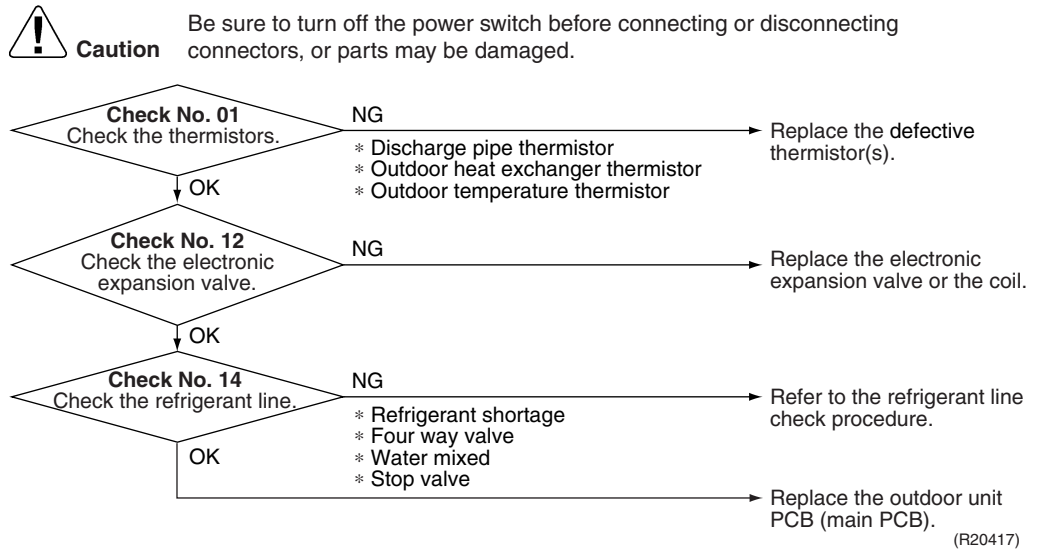 Be sure to turn off the power switch before connecting or disconnecting
Caution connectors, or parts may be damaged.
Check No. 01
Check the thermistors.
NG
∗ Discharge pipe thermistor
∗ Outdoor heat exchanger thermistor
∗ Outdoor temperature thermistor
Replace the defective
thermistor(s).
OK
Check No. 12
Check the electronic
expansion valve.
NG
Replace the electronic
expansion valve or the coil.
OK
Check No. 14
Check the refrigerant line.
NG
∗ Refrigerant shortage
∗ Four way valve
∗ Water mixed
∗ Stop valve
Refer to the refrigerant line
check procedure.
OK
Replace the outdoor unit
PCB (main PCB).
(R20417)